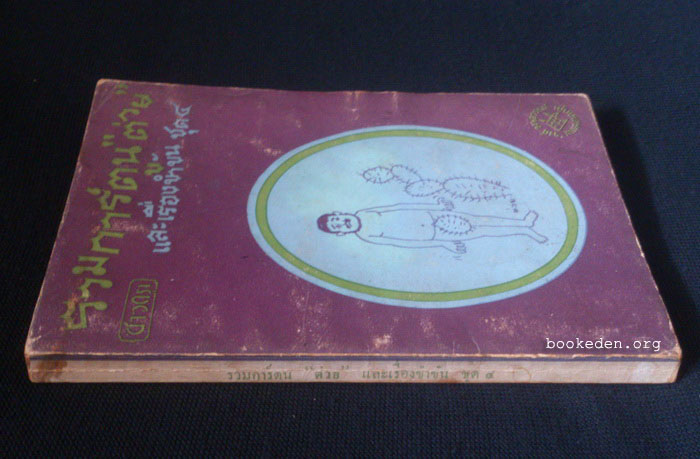 รวมการ์ตูน "ต่วย"
และเรื่องขำขัน ชุด ๔
bookeden.org
รวมการ์ตูน "ต่วย" และเรื่องขำขัน ชุด ๔